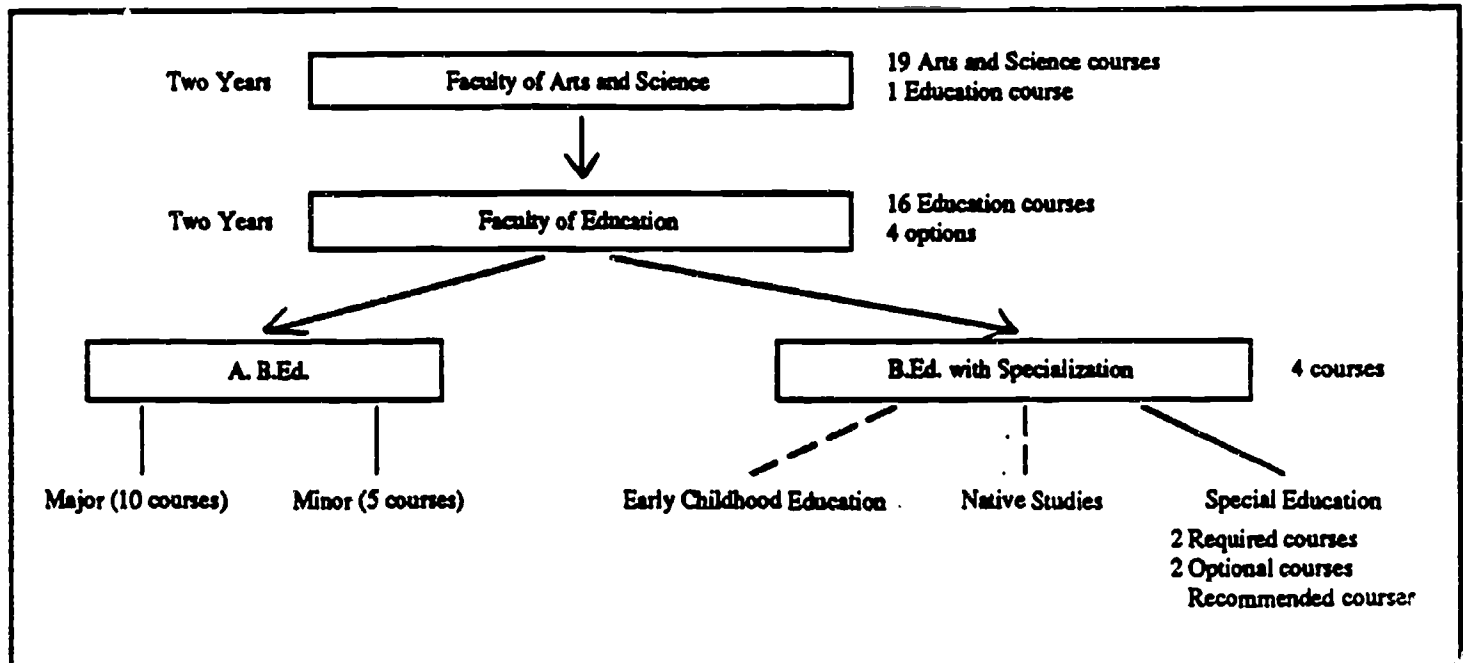 Two Years
Faculty of Arts and Science
19 Arts and Science courses
1 Education course
Two Years
Faculty of Education
16 Education courses
4 options
A. B.Ed.
B.Ed. with Specialization
4 courses
Major (10 courses)
Minor (5 courses)
Early Childhood Education
Native Studies
Special Education
2 Required courses
2 Optional courses
Recommended courses